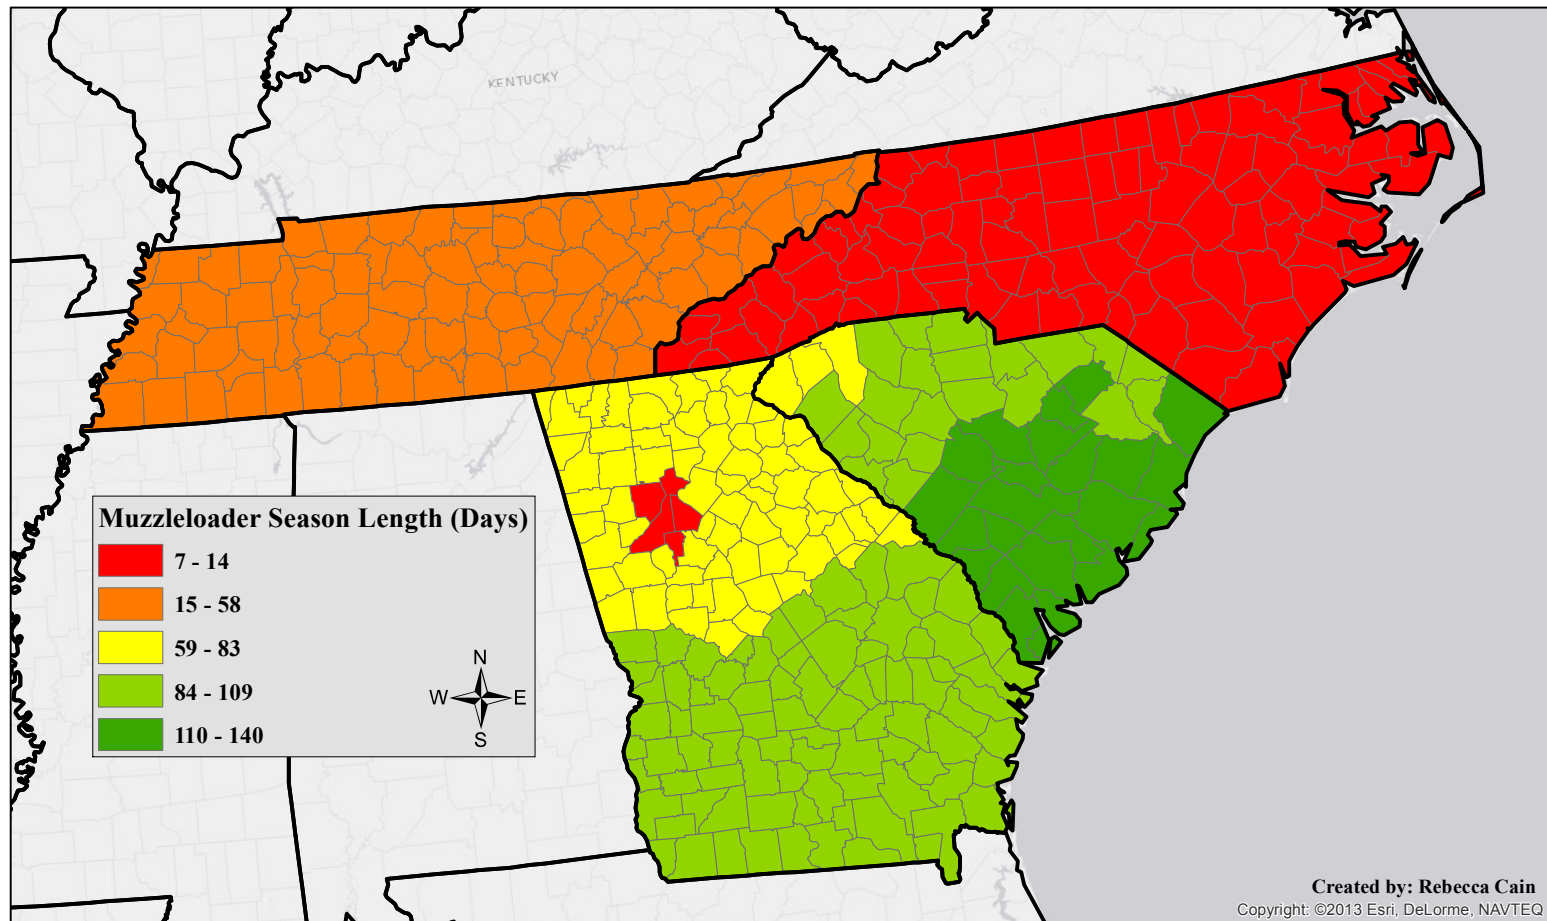 KENTUCKY
Muzzleloader Season Length (Days)
7 - 14
15 - 58
59 - 83
84 - 109
110 - 140
N
W E
S
Created by: Rebecca Cain
Copyright: ©2013 Esri, DeLorme, NAVTEQ